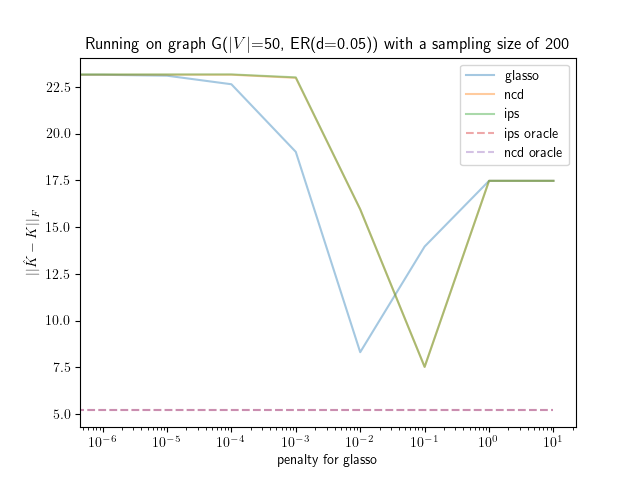 Running on graph G(|V|=50, ER(d=0.05)) with a sampling size of 200
glasso
ncd
ips
ips oracle
ncd oracle
||K̂ − K||_F
22.5
20.0
17.5
15.0
12.5
10.0
7.5
5.0
10⁻⁶ 10⁻⁵ 10⁻⁴ 10⁻³ 10⁻² 10⁻¹ 10⁰ 10¹
penalty for glasso